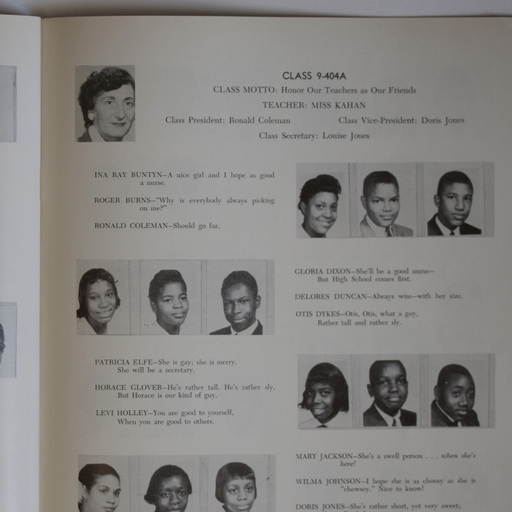 CLASS 9-404A
CLASS MOTTO: Honor Our Teachers as Our Friends
TEACHER: MISS KAHAN
Class President: Ronald Coleman Class Vice-President: Doris Jones
Class Secretary: Louise Jones
INA RAY BUNTYN—A nice girl and I hope as good
a nurse.
ROGER BURNS—"Why is everybody always picking
on me?"
RONALD COLEMAN—Should go far.
GLORIA DIXON—She'll be a good nurse—
But High School comes first.
DELORES DUNCAN—Always wise—with her size.
OTIS DYKES—Otis, Otis, what a guy,
Rather tall and rather sly.
PATRICIA ELFE—She is gay; she is merry.
She will be a secretary.
HORACE GLOVER—He's rather tall. He's rather sly.
But Horace is our kind of guy.
LEVI HOLLEY—You are good to yourself,
When you are good to others.
MARY JACKSON—She's a swell person . . . when she's
here!
WILMA JOHNSON—I hope she is as choosy as she is
"chewsey." Nice to know!
DORIS JONES—She's rather short, yet very sweet.